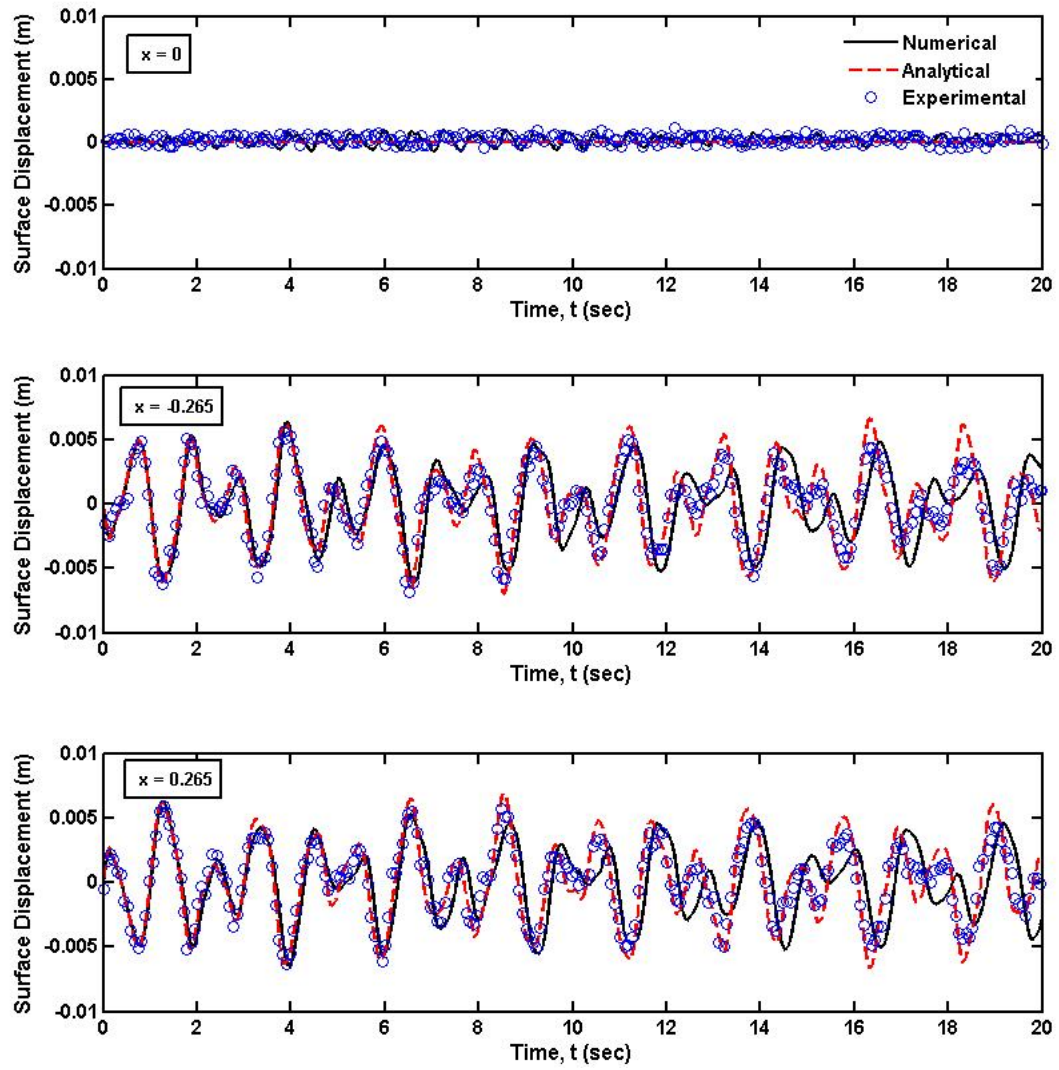 0.01
x = 0
Numerical
0.005
Analytical
Experimental
0
-0.005
-0.01
Surface Displacement (m)
0 2 4 6 8 10 12 14 16 18 20
Time, t (sec)
0.01
x = -0.265
0.005
0
-0.005
-0.01
Surface Displacement (m)
0 2 4 6 8 10 12 14 16 18 20
Time, t (sec)
0.01
x = 0.265
0.005
0
-0.005
-0.01
Surface Displacement (m)
0 2 4 6 8 10 12 14 16 18 20
Time, t (sec)